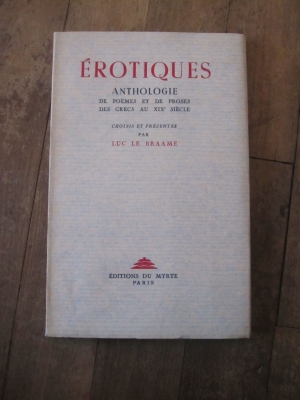 ÉROTIQUES
ANTHOLOGIE
DE POÈMES ET DE PROSES
DES GRECS AU XIXᵉ SIÈCLE
CHOISIS ET PRÉSENTÉS
PAR
LUC LE BRAAME
ÉDITIONS DU MYRTE
PARIS